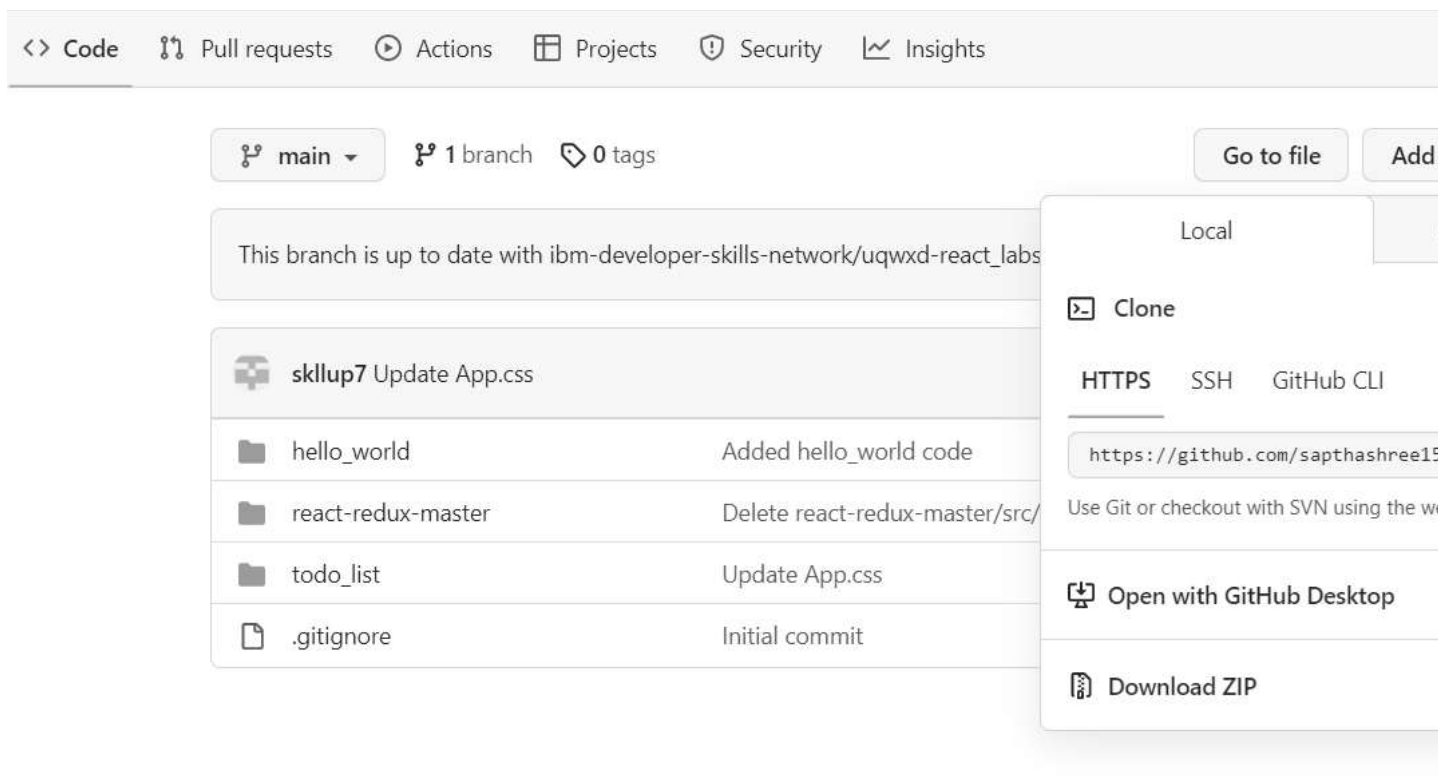 Code Pull requests Actions Projects Security Insights
main 1 branch 0 tags Go to file Add
This branch is up to date with ibm-developer-skills-network/uqwxd-react_labs
Local
Clone
HTTPS SSH GitHub CLI
https://github.com/sapthashree15
Use Git or checkout with SVN using the
Open with GitHub Desktop
Download ZIP
skllup7 Update App.css
hello_world Added hello_world code
react-redux-master Delete react-redux-master/src/
todo_list Update App.css
.gitignore Initial commit